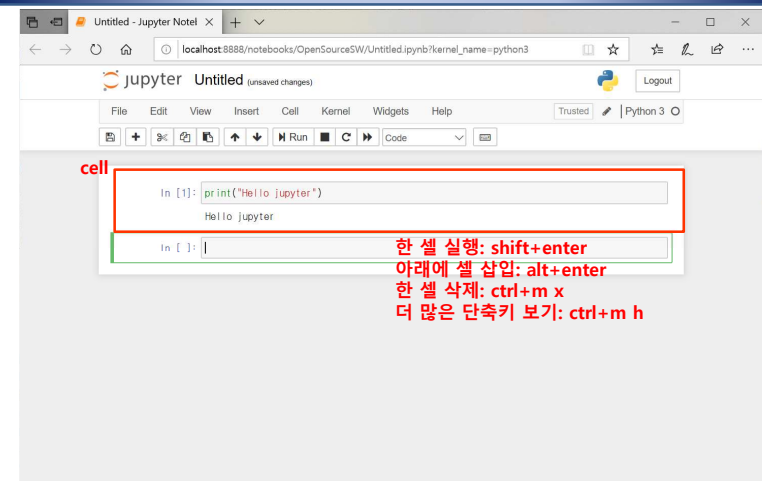 Untitled - Jupyter Notel
localhost:8888/notebooks/OpenSourceSW/Untitled.ipynb?kernel_name=python3
jupyter Untitled (unsaved changes) Logout
File Edit View Insert Cell Kernel Widgets Help Trusted Python 3
Run Code
cell
In [1]: print("Hello jupyter")
Hello jupyter
In [ ]:
한 셀 실행: shift+enter
아래에 셀 삽입: alt+enter
한 셀 삭제: ctrl+m x
더 많은 단축키 보기: ctrl+m h